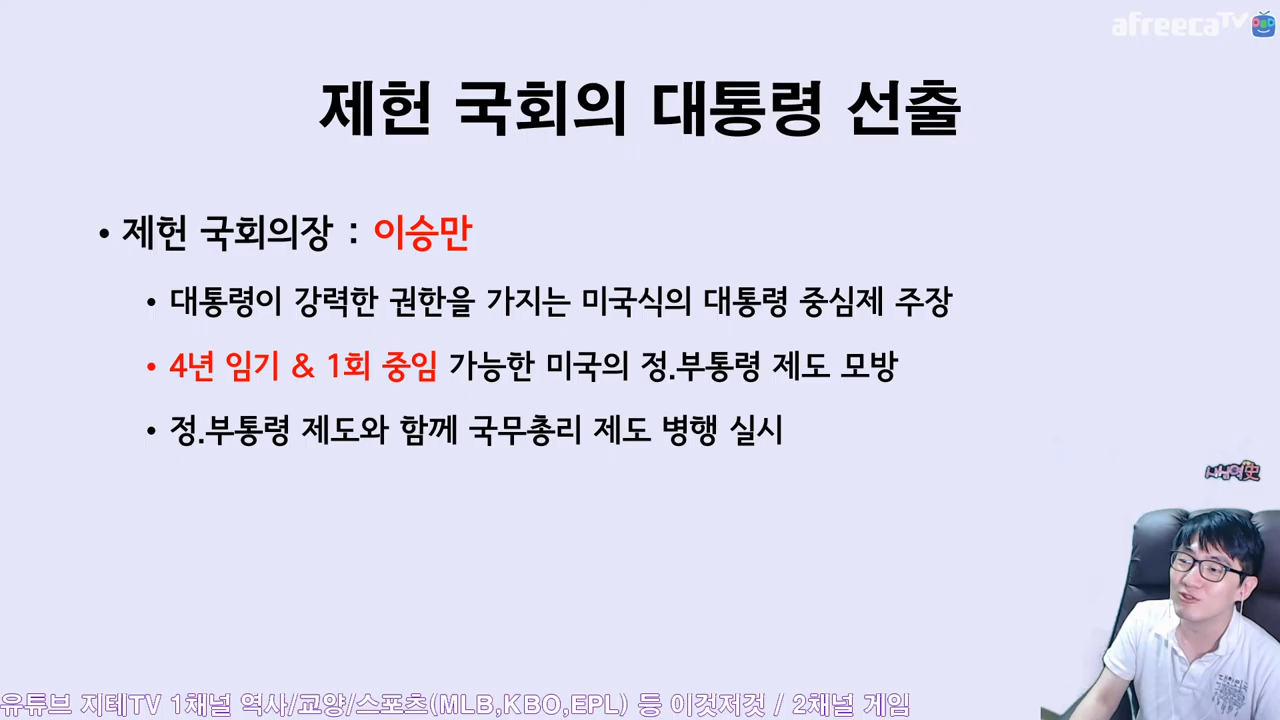 afreecaTV
제헌 국회의 대통령 선출
• 제헌 국회의장 : 이승만
• 대통령이 강력한 권한을 가지는 미국식의 대통령 중심제 주장
• 4년 임기 & 1회 중임 가능한 미국의 정.부통령 제도 모방
• 정.부통령 제도와 함께 국무총리 제도 병행 실시
유튜브 지테TV 1채널 역사/교양/스포츠(MLB,KBO,EPL) 등 이것저것 / 2채널 게임